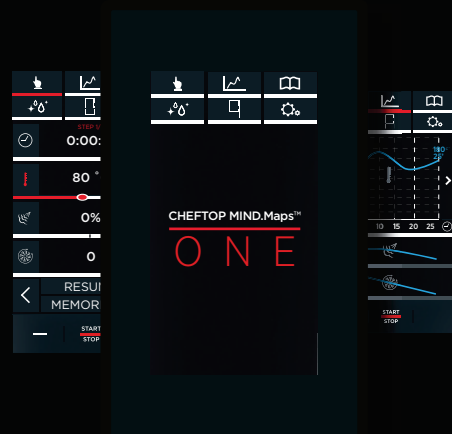 STEP
0:00:
80 °
0%
0
RESUM
MEMOR
START
STOP
CHEFTOP MIND.Maps™
ONE
180°
25'
10 15 20 25
START
STOP